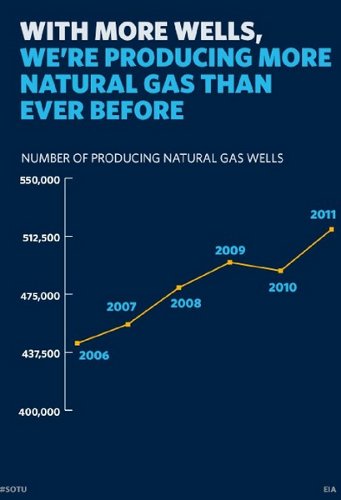 WITH MORE WELLS,
WE'RE PRODUCING MORE
NATURAL GAS THAN
EVER BEFORE
NUMBER OF PRODUCING NATURAL GAS WELLS
550,000
512,500
475,000
437,500
400,000
2006
2007
2008
2009
2010
2011
#SOTU
EIA